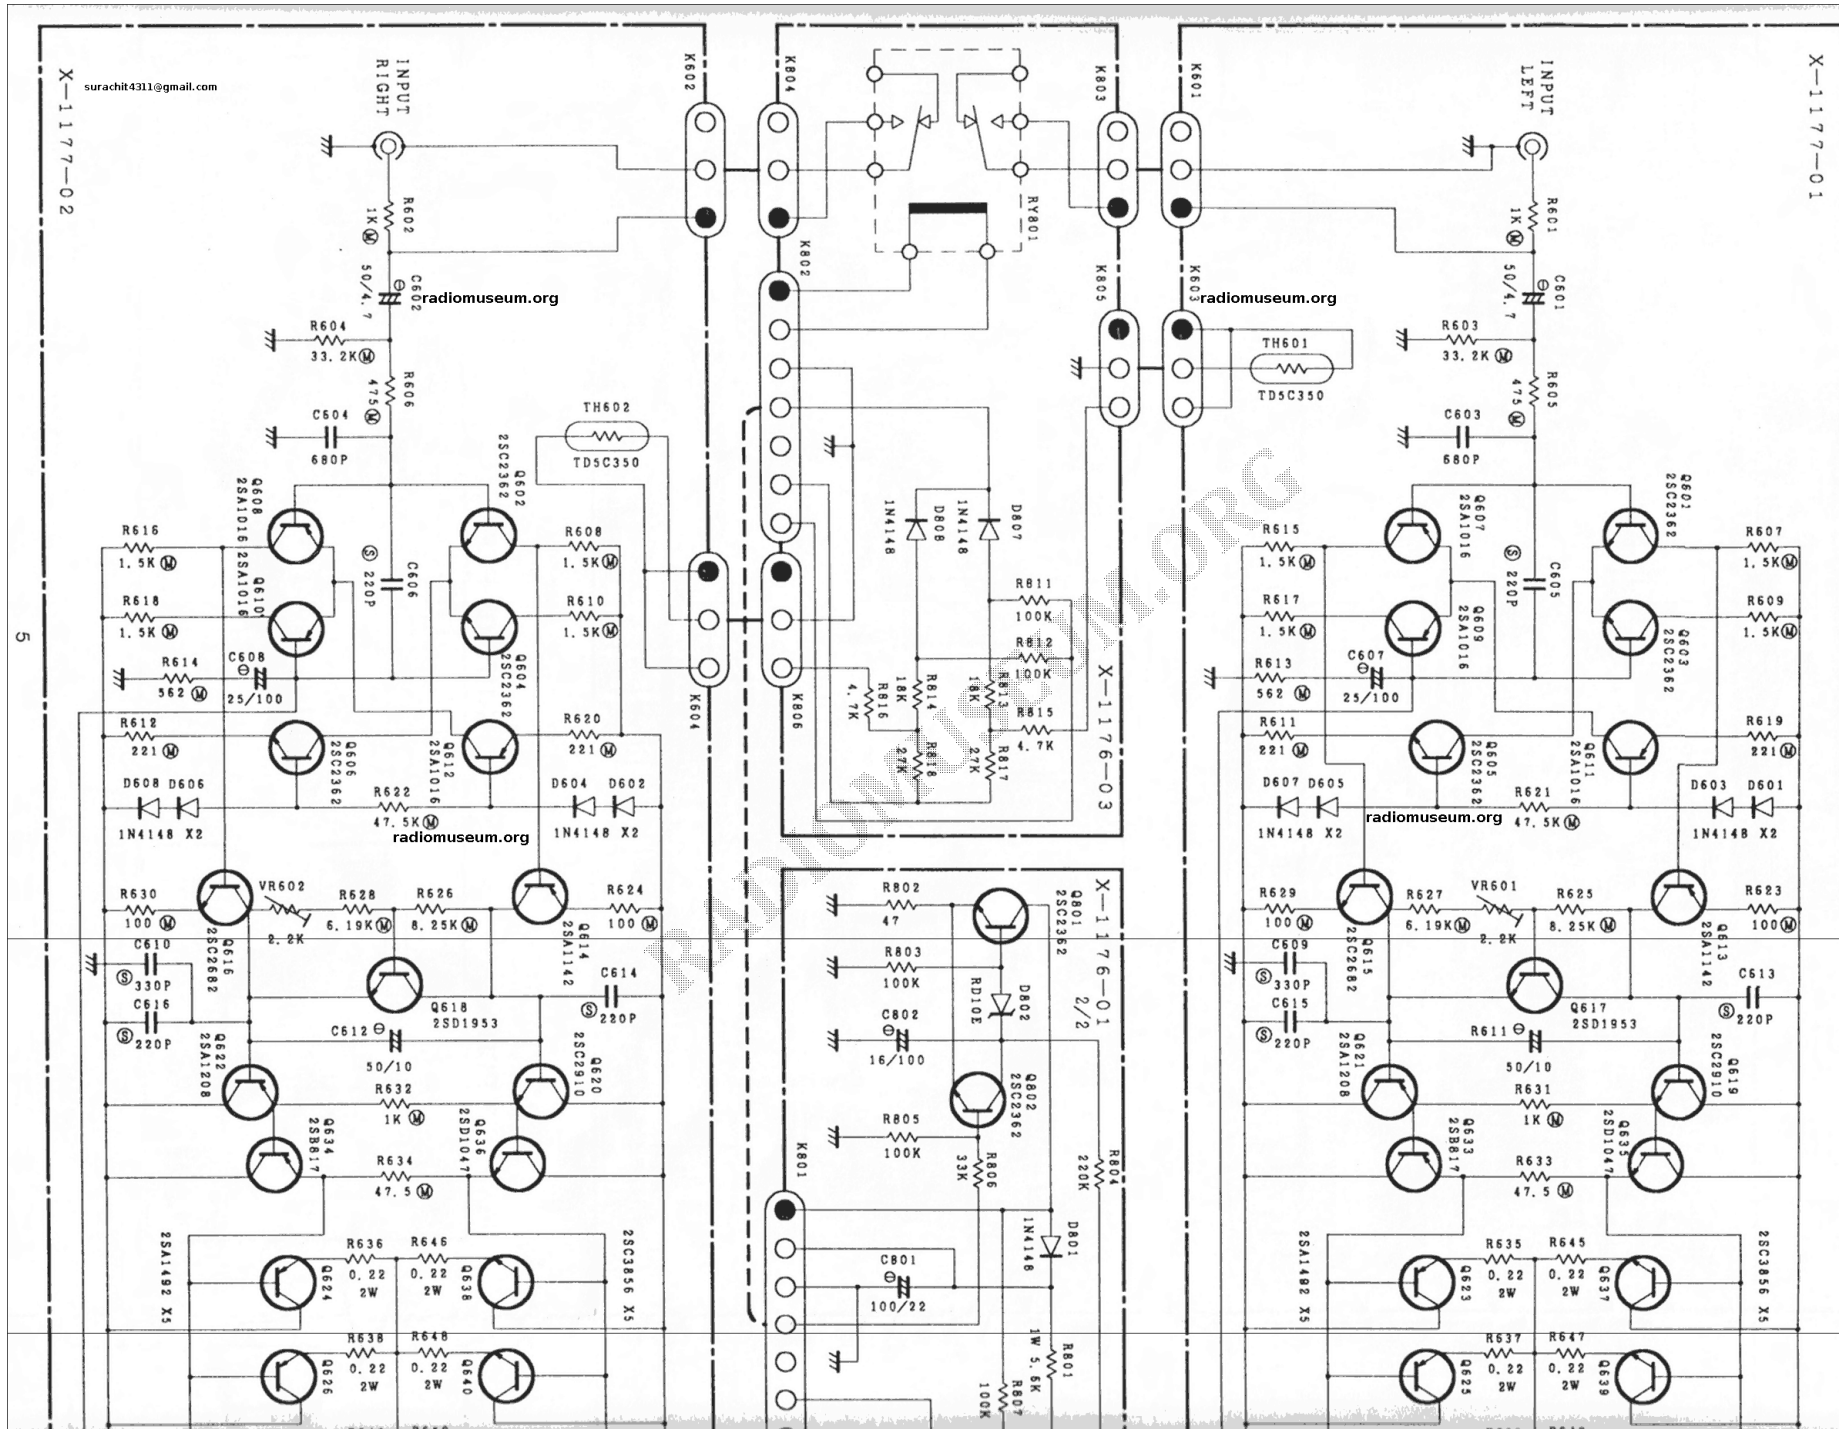 X-1177-02
surachit4311@gmail.com
INPUT
RIGHT
K602
K804
K803
K601
INPUT
LEFT
X-1177-01
R602
1K Ⓜ
RY801
R601
1K Ⓜ
K802
C602
50/4.7
radiomuseum.org
K805
K603
radiomuseum.org
C601
50/4.7
R604
33.2K Ⓜ
R603
33.2K Ⓜ
TH601
TD5C350
R606
475 Ⓜ
R605
475 Ⓜ
C604
680P
TH602
TD5C350
C603
680P
Q608
2SA1016
Q602
2SC2362
Q607
2SA1016
Q601
2SC2362
R616
1.5K Ⓜ
R608
1.5K Ⓜ
D808
1N4148
D807
1N4148
R615
1.5K Ⓜ
R607
1.5K Ⓜ
C606
Ⓢ 220P
C605
Ⓢ 220P
R618
1.5K Ⓜ
Q610
2SA1016
R610
1.5K Ⓜ
R811
100K
R617
1.5K Ⓜ
Q609
2SA1016
R609
1.5K Ⓜ
5
R614
562 Ⓜ
C608
25/100
Q604
2SC2362
R812
100K
R613
562 Ⓜ
C607
25/100
Q603
2SC2362
K604
K806
R816
4.7K
R814
18K
R813
18K
R815
4.7K
X-1176-03
R612
221 Ⓜ
Q606
2SC2362
Q612
2SA1016
R620
221 Ⓜ
R818
27K
R817
27K
R611
221 Ⓜ
Q605
2SC2362
Q611
2SA1016
R619
221 Ⓜ
D608 D606
1N4148 X2
R622
47.5K Ⓜ
D604 D602
1N4148 X2
D607 D605
1N4148 X2
R621
47.5K Ⓜ
D603 D601
1N4148 X2
radiomuseum.org
radiomuseum.org
RADIOMUSEUM.ORG
R630
100 Ⓜ
VR602
2.2K
R628
6.19K Ⓜ
R626
8.25K Ⓜ
R624
100 Ⓜ
R802
47
Q801
2SC2362
X-1176-01
2/2
R629
100 Ⓜ
R627
6.19K Ⓜ
VR601
2.2K
R625
8.25K Ⓜ
R623
100 Ⓜ
Q616
2SC2682
Q614
2SA1142
Q615
2SC2682
Q613
2SA1142
C610
Ⓢ 330P
R803
100K
C609
Ⓢ 330P
C616
Ⓢ 220P
Q618
2SD1953
C614
Ⓢ 220P
D802
RD10E
C615
Ⓢ 220P
Q617
2SD1953
C613
Ⓢ 220P
C612
50/10
C802
16/100
R611
50/10
Q622
2SA1208
Q620
2SC2910
Q802
2SC2362
Q621
2SA1208
Q619
2SC2910
R632
1K Ⓜ
R805
100K
R631
1K Ⓜ
Q634
2SB817
Q636
2SD1047
R634
47.5 Ⓜ
K801
R806
33K
R804
220K
Q633
2SB817
Q635
2SD1047
R633
47.5 Ⓜ
2SA1492 X5
2SC3856 X5
D801
1N4148
2SA1492 X5
2SC3856 X5
Q624
R636
0.22
2W
R646
0.22
2W
Q638
C801
100/22
Q623
R635
0.22
2W
R645
0.22
2W
Q637
Q626
R638
0.22
2W
R648
0.22
2W
Q640
R807
100K
R801
1W 5.6K
Q625
R637
0.22
2W
R647
0.22
2W
Q639